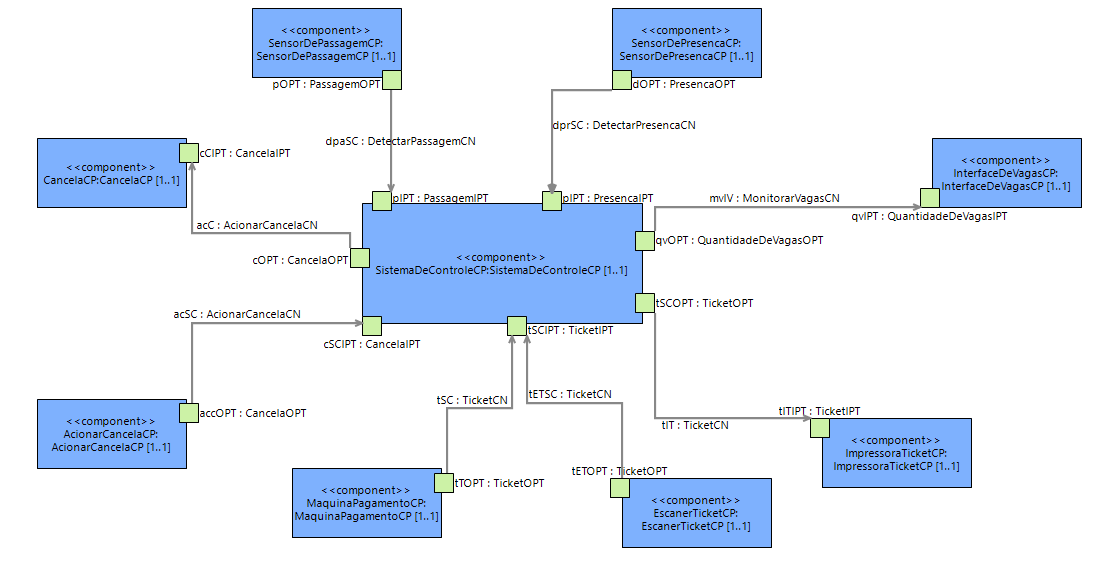 <<component>>
SensorDePassagemCP:
SensorDePassagemCP [1..1]
<<component>>
SensorDePresencaCP:
SensorDePresencaCP [1..1]
pOPT : PassagemOPT
dOPT : PresencaOPT
dprSC : DetectarPresencaCN
dpaSC : DetectarPassagemCN
<<component>>
CancelaCP:CancelaCP [1..1]
cCIPT : CancelaIPT
<<component>>
InterfaceDeVagasCP:
InterfaceDeVagasCP [1..1]
pIPT : PassagemIPT
pIPT : PresencaIPT
mvIV : MonitorarVagasCN
qvIPT : QuantidadeDeVagasIPT
acC : AcionarCancelaCN
qvOPT : QuantidadeDeVagasOPT
cOPT : CancelaOPT
<<component>>
SistemaDeControleCP:SistemaDeControleCP [1..1]
tSCOPT : TicketOPT
acSC : AcionarCancelaCN
tSCIPT : TicketIPT
cSCIPT : CancelaIPT
tSC : TicketCN
tETSC : TicketCN
accOPT : CancelaOPT
tITIPT : TicketIPT
tIT : TicketCN
<<component>>
AcionarCancelaCP:
AcionarCancelaCP [1..1]
<<component>>
ImpressoraTicketCP:
ImpressoraTicketCP [1..1]
tETOPT : TicketOPT
tTOPT : TicketOPT
<<component>>
MaquinaPagamentoCP:
MaquinaPagamentoCP [1..1]
<<component>>
EscanerTicketCP:
EscanerTicketCP [1..1]